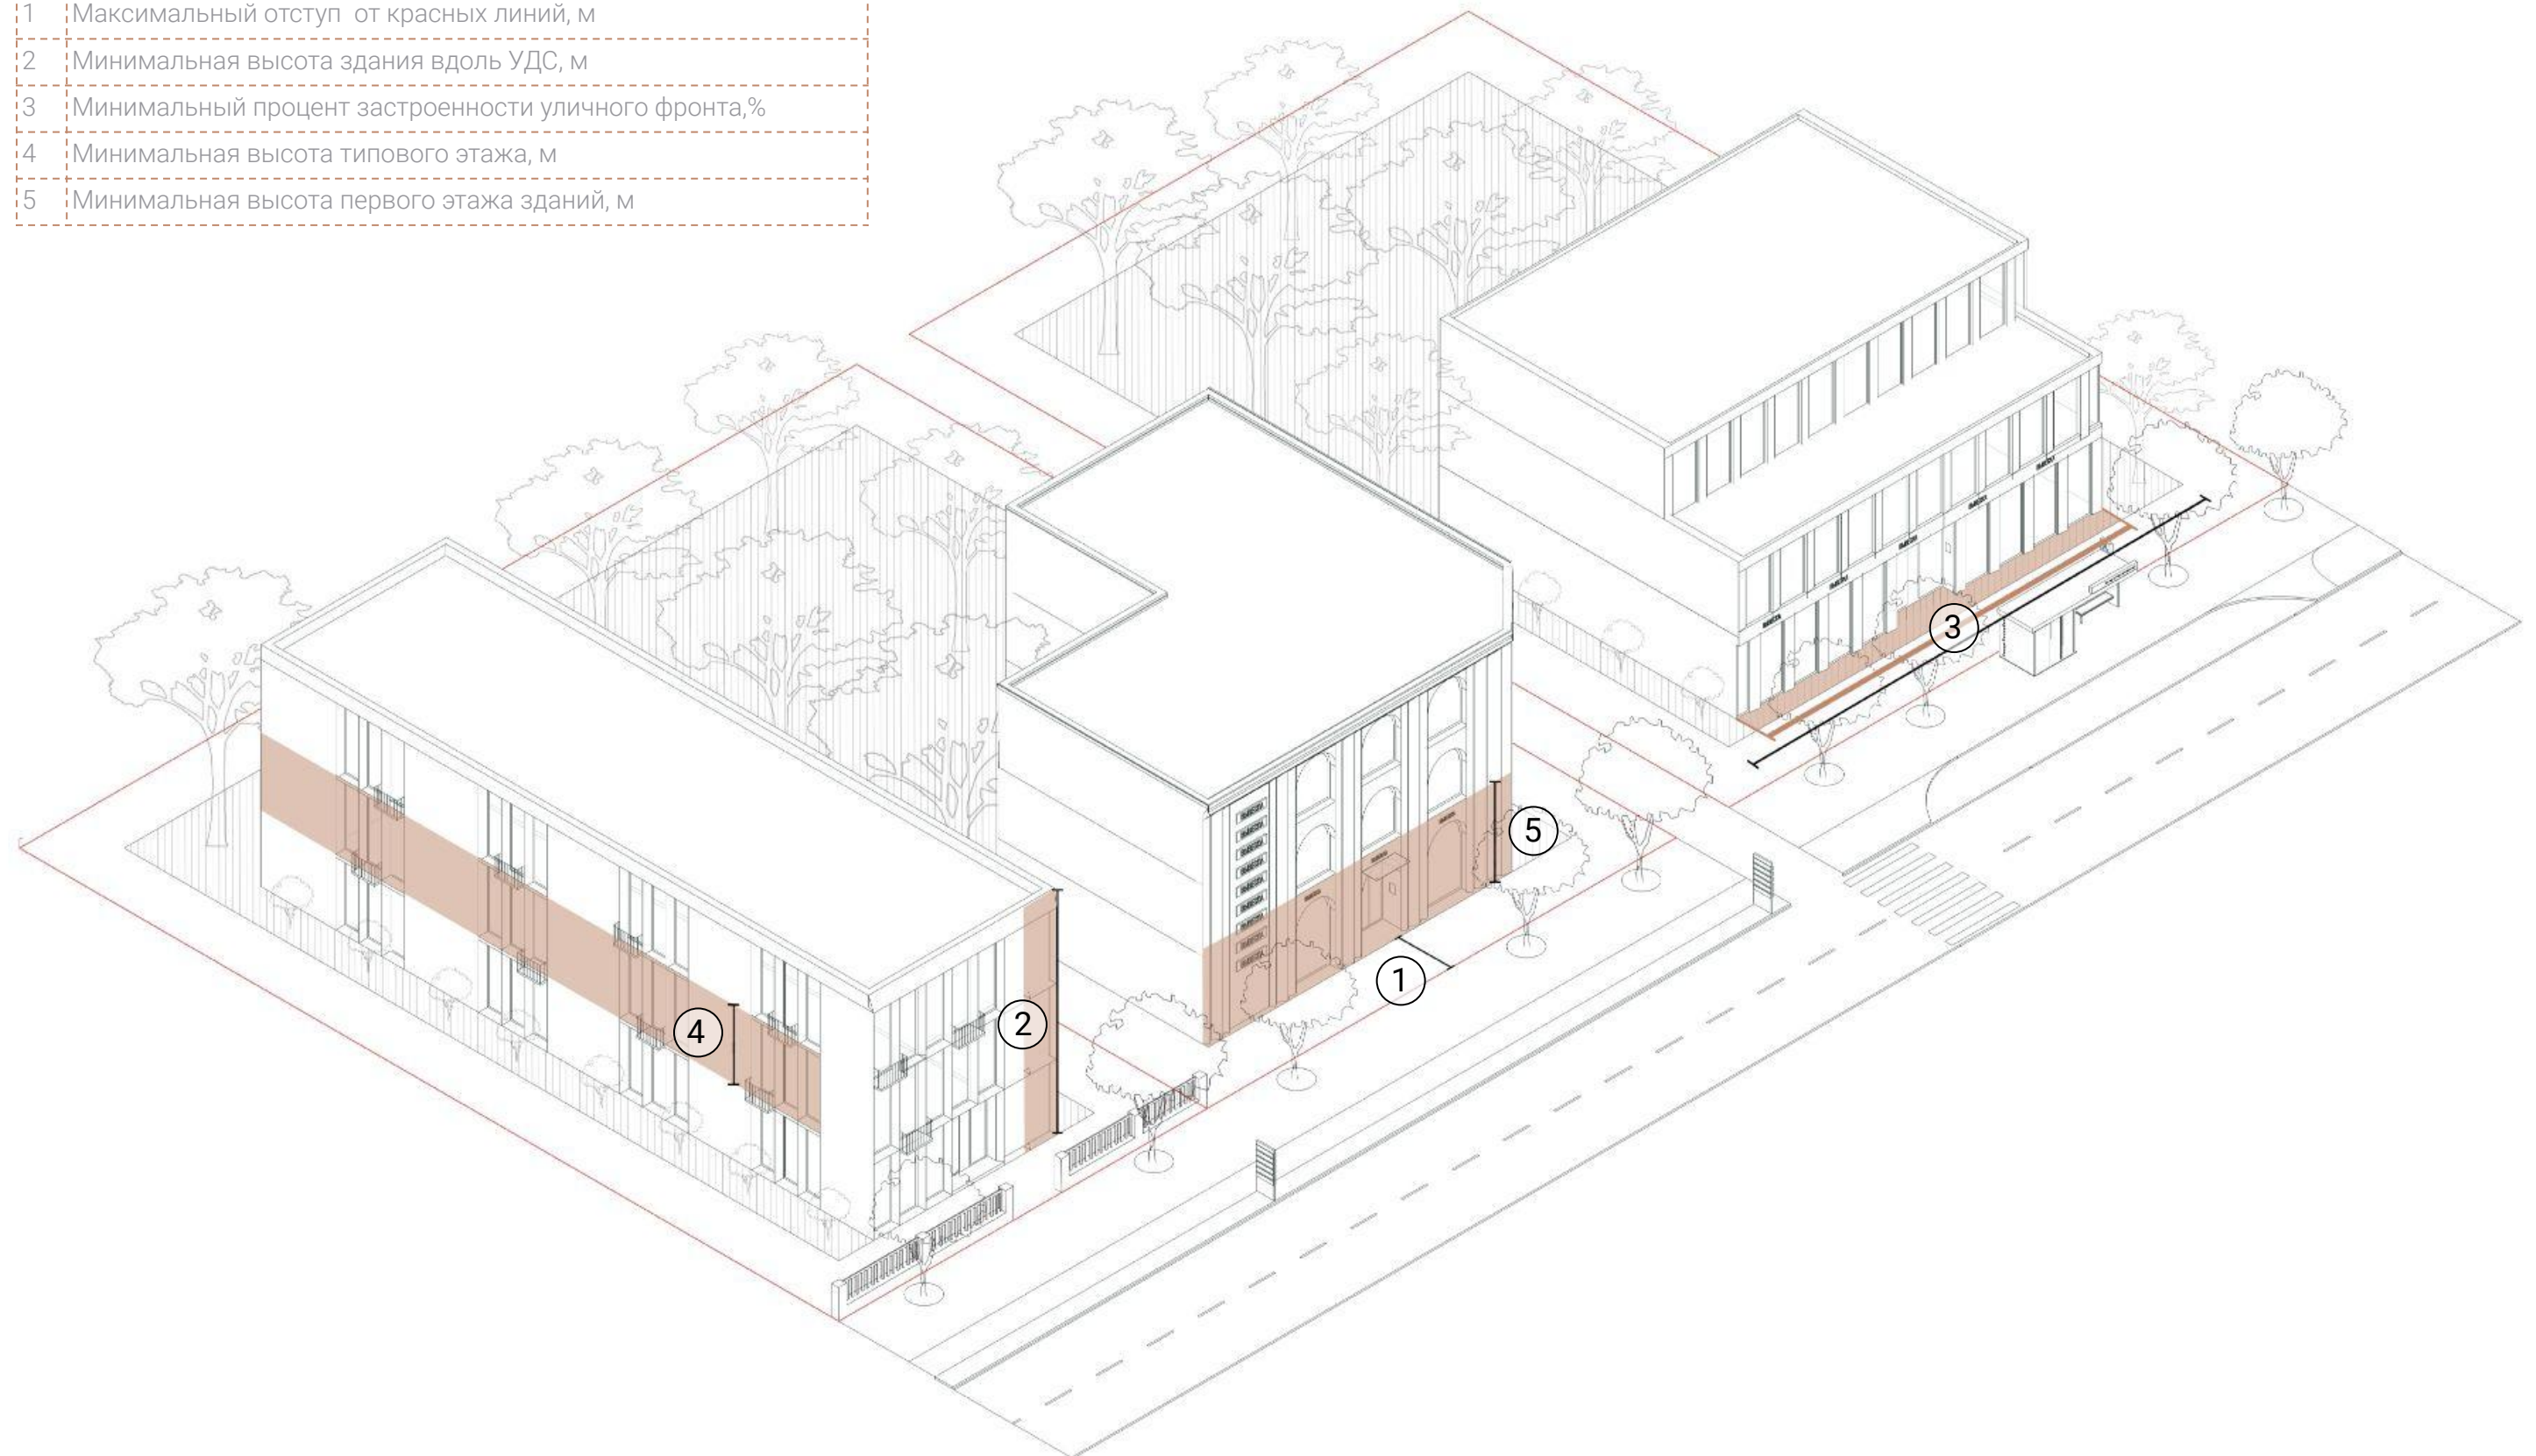 1 Максимальный отступ от красных линий, м
2 Минимальная высота здания вдоль УДС, м
3 Минимальный процент застроенности уличного фронта,%
4 Минимальная высота типового этажа, м
5 Минимальная высота первого этажа зданий, м
3
5
1
2
4